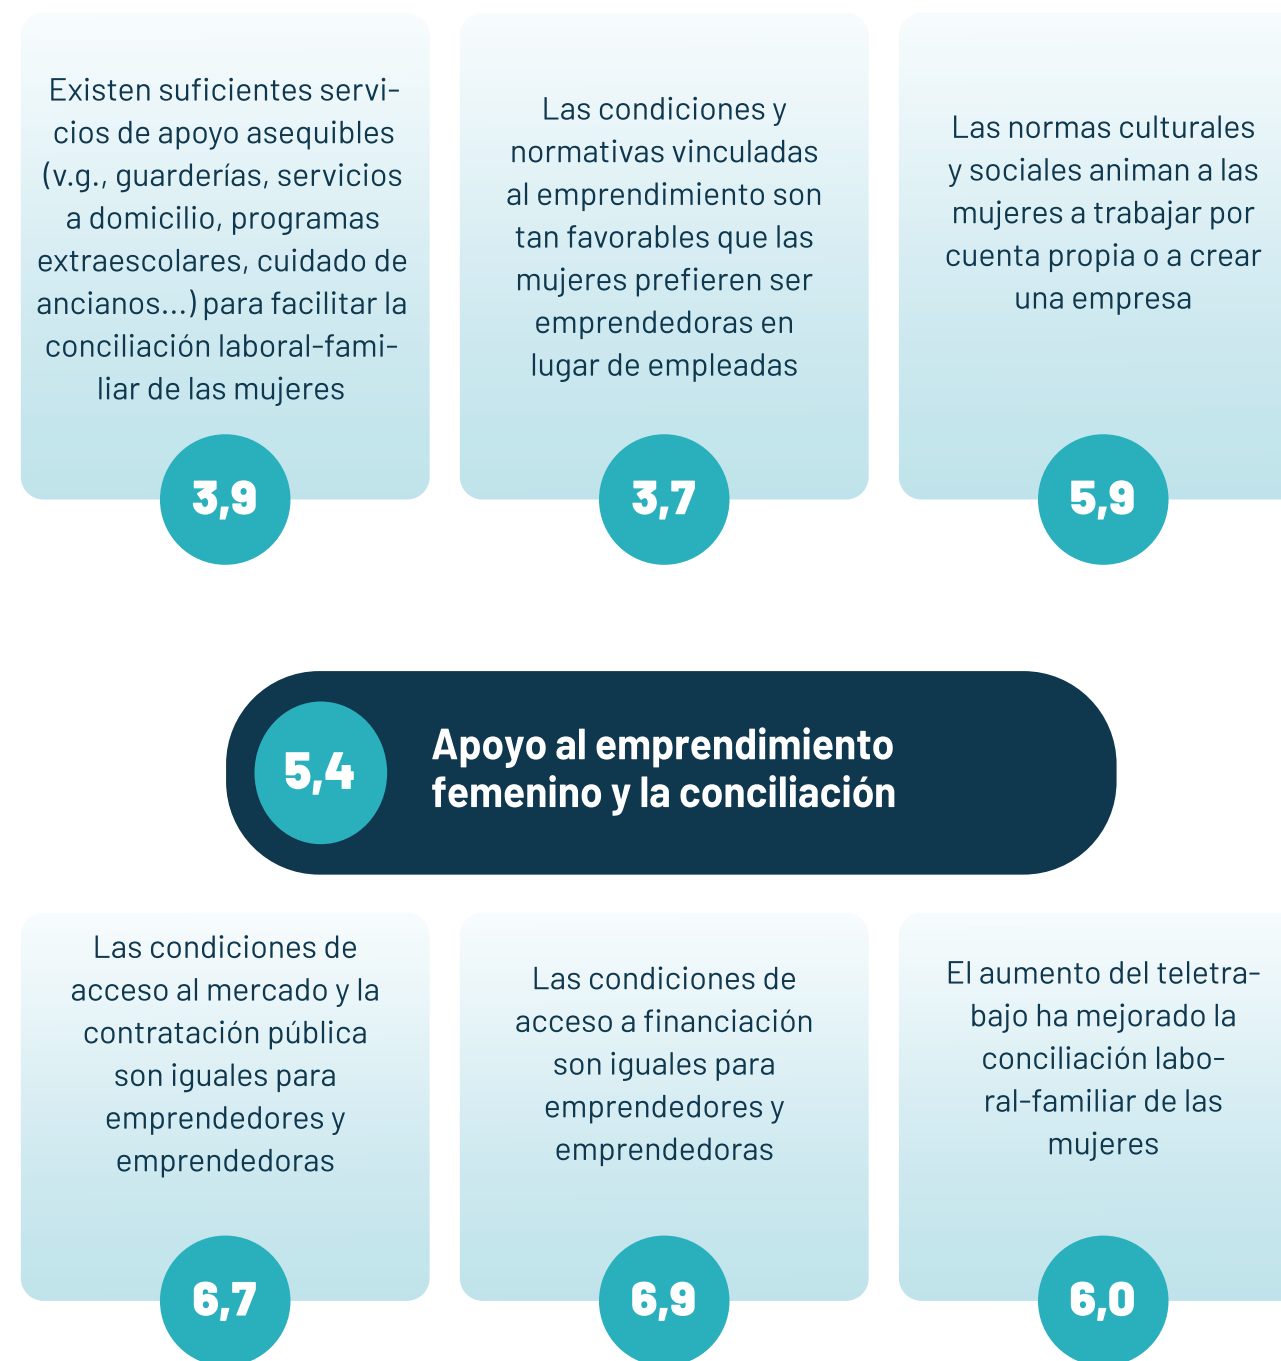 Existen suficientes servi-
cios de apoyo asequibles
(v.g., guarderías, servicios
a domicilio, programas
extraescolares, cuidado de
ancianos...) para facilitar la
conciliación laboral-fami-
liar de las mujeres
3,9
Las condiciones y
normativas vinculadas
al emprendimiento son
tan favorables que las
mujeres prefieren ser
emprendedoras en
lugar de empleadas
3,7
Las normas culturales
y sociales animan a las
mujeres a trabajar por
cuenta propia o a crear
una empresa
5,9
5,4
Apoyo al emprendimiento
femenino y la conciliación
Las condiciones de
acceso al mercado y la
contratación pública
son iguales para
emprendedores y
emprendedoras
6,7
Las condiciones de
acceso a financiación
son iguales para
emprendedores y
emprendedoras
6,9
El aumento del teletra-
bajo ha mejorado la
conciliación labo-
ral-familiar de las
mujeres
6,0